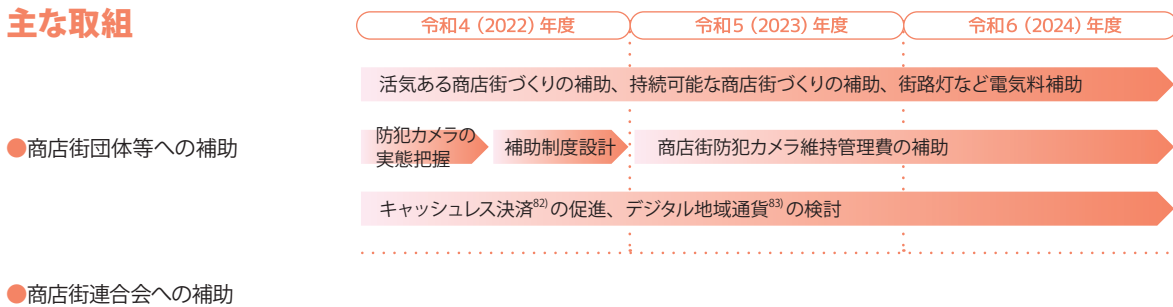 主な取組
令和4（2022）年度
令和5（2023）年度
令和6（2024）年度
活気ある商店街づくりの補助、持続可能な商店街づくりの補助、街路灯など電気料補助
●商店街団体等への補助
防犯カメラの
実態把握
補助制度設計
商店街防犯カメラ維持管理費の補助
キャッシュレス決済82)の促進、デジタル地域通貨83)の検討
●商店街連合会への補助